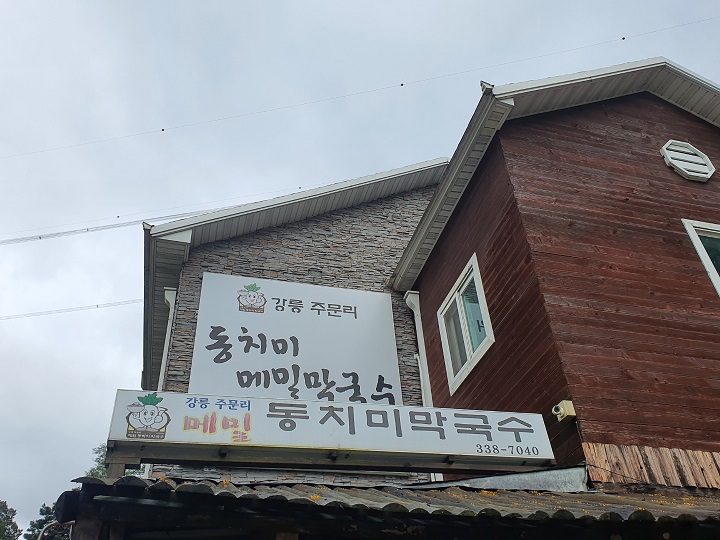 강릉 주문리
동치미
메밀막국수
강릉 주문리
메밀 동치미막국수
338-7040